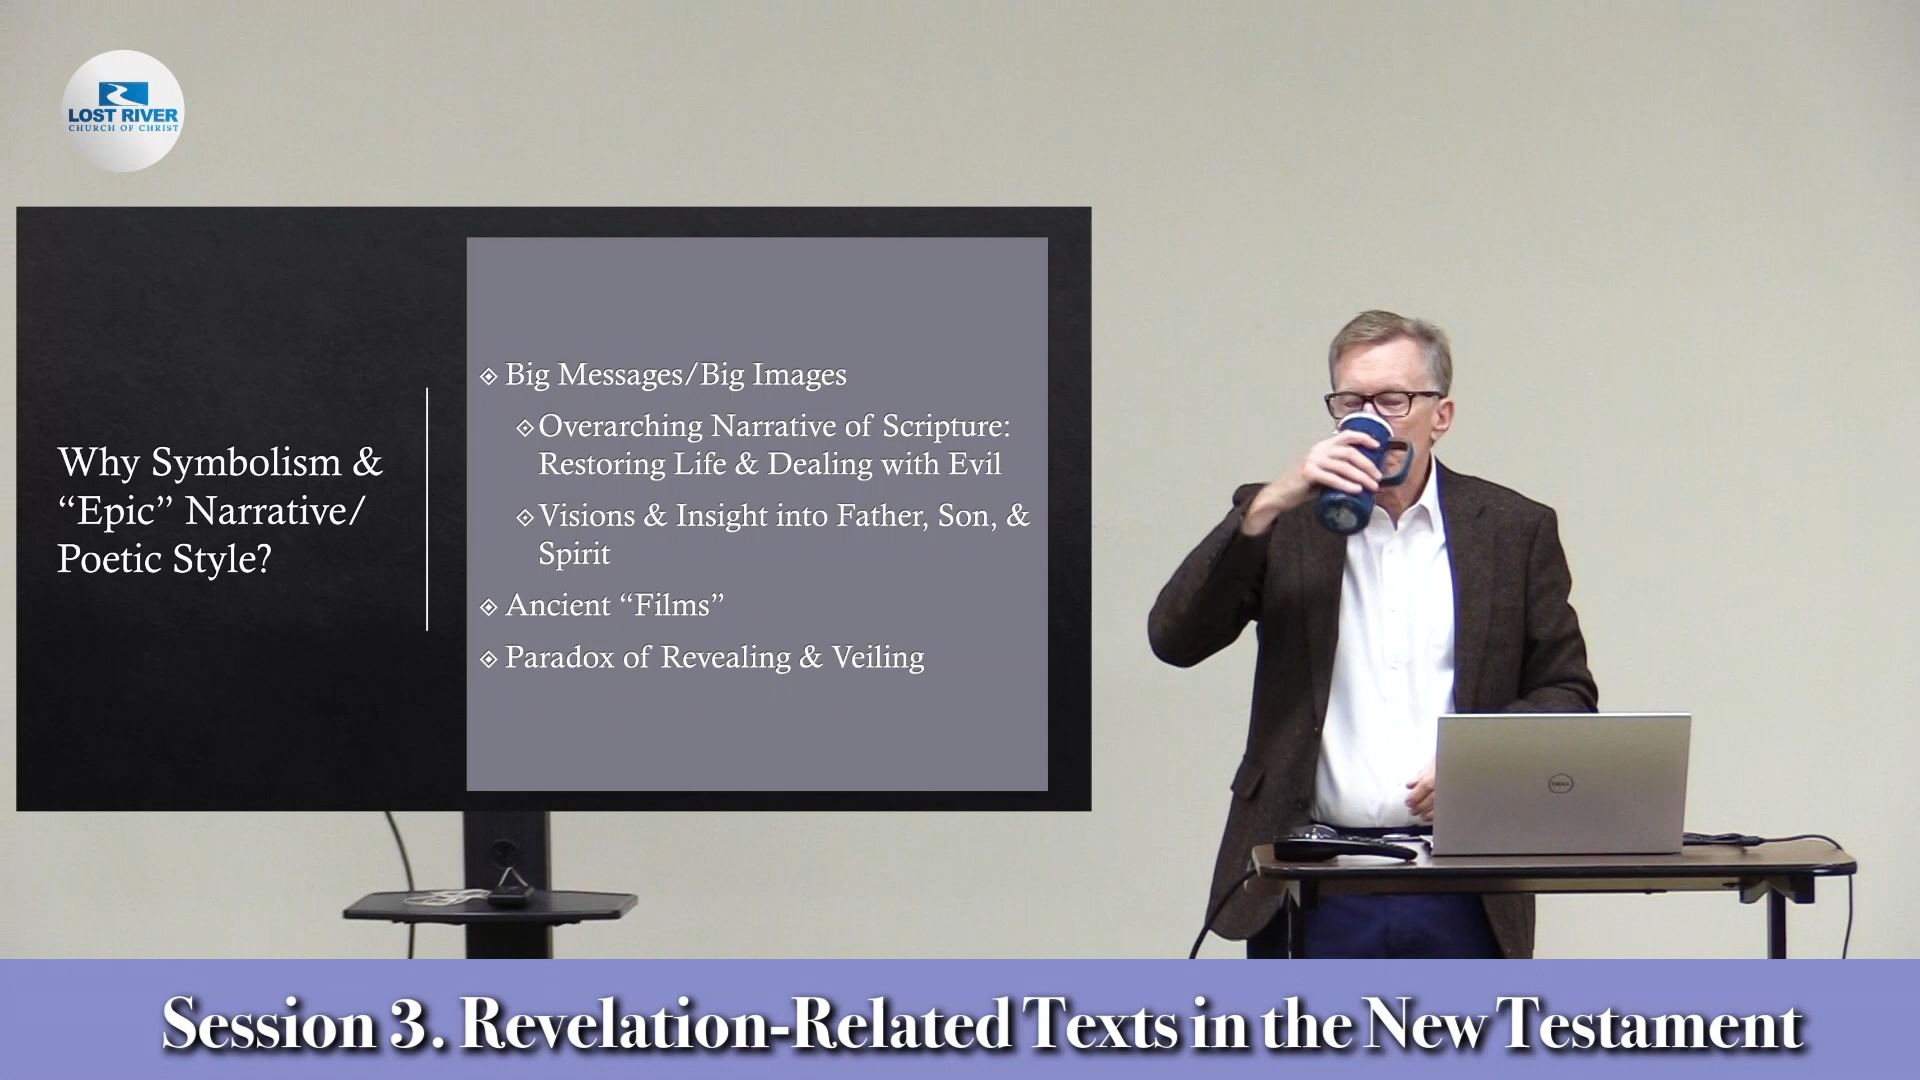 LOST RIVER
CHURCH OF CHRIST
Why Symbolism &
“Epic” Narrative/
Poetic Style?
Big Messages/Big Images
Overarching Narrative of Scripture:
Restoring Life & Dealing with Evil
Visions & Insight into Father, Son, &
Spirit
Ancient “Films”
Paradox of Revealing & Veiling
DELL
Session 3. Revelation-Related Texts in the New Testament